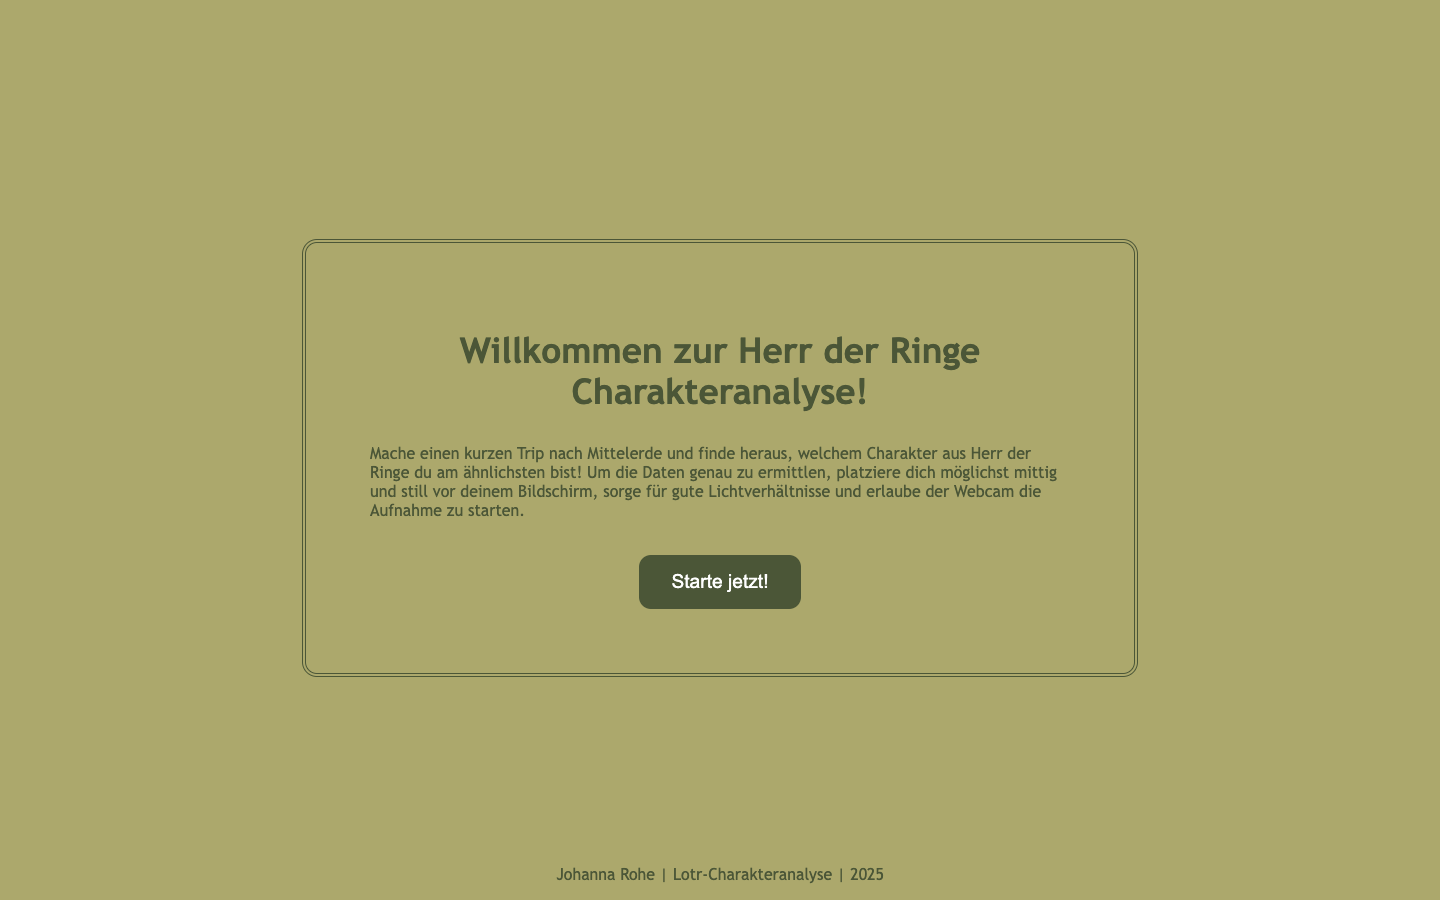 Willkommen zur Herr der Ringe
Charakteranalyse!
Mache einen kurzen Trip nach Mittelerde und finde heraus, welchem Charakter aus Herr der
Ringe du am ähnlichsten bist! Um die Daten genau zu ermittlen, platziere dich möglichst mittig
und still vor deinem Bildschirm, sorge für gute Lichtverhältnisse und erlaube der Webcam die
Aufnahme zu starten.
Starte jetzt!
Johanna Rohe | Lotr-Charakteranalyse | 2025